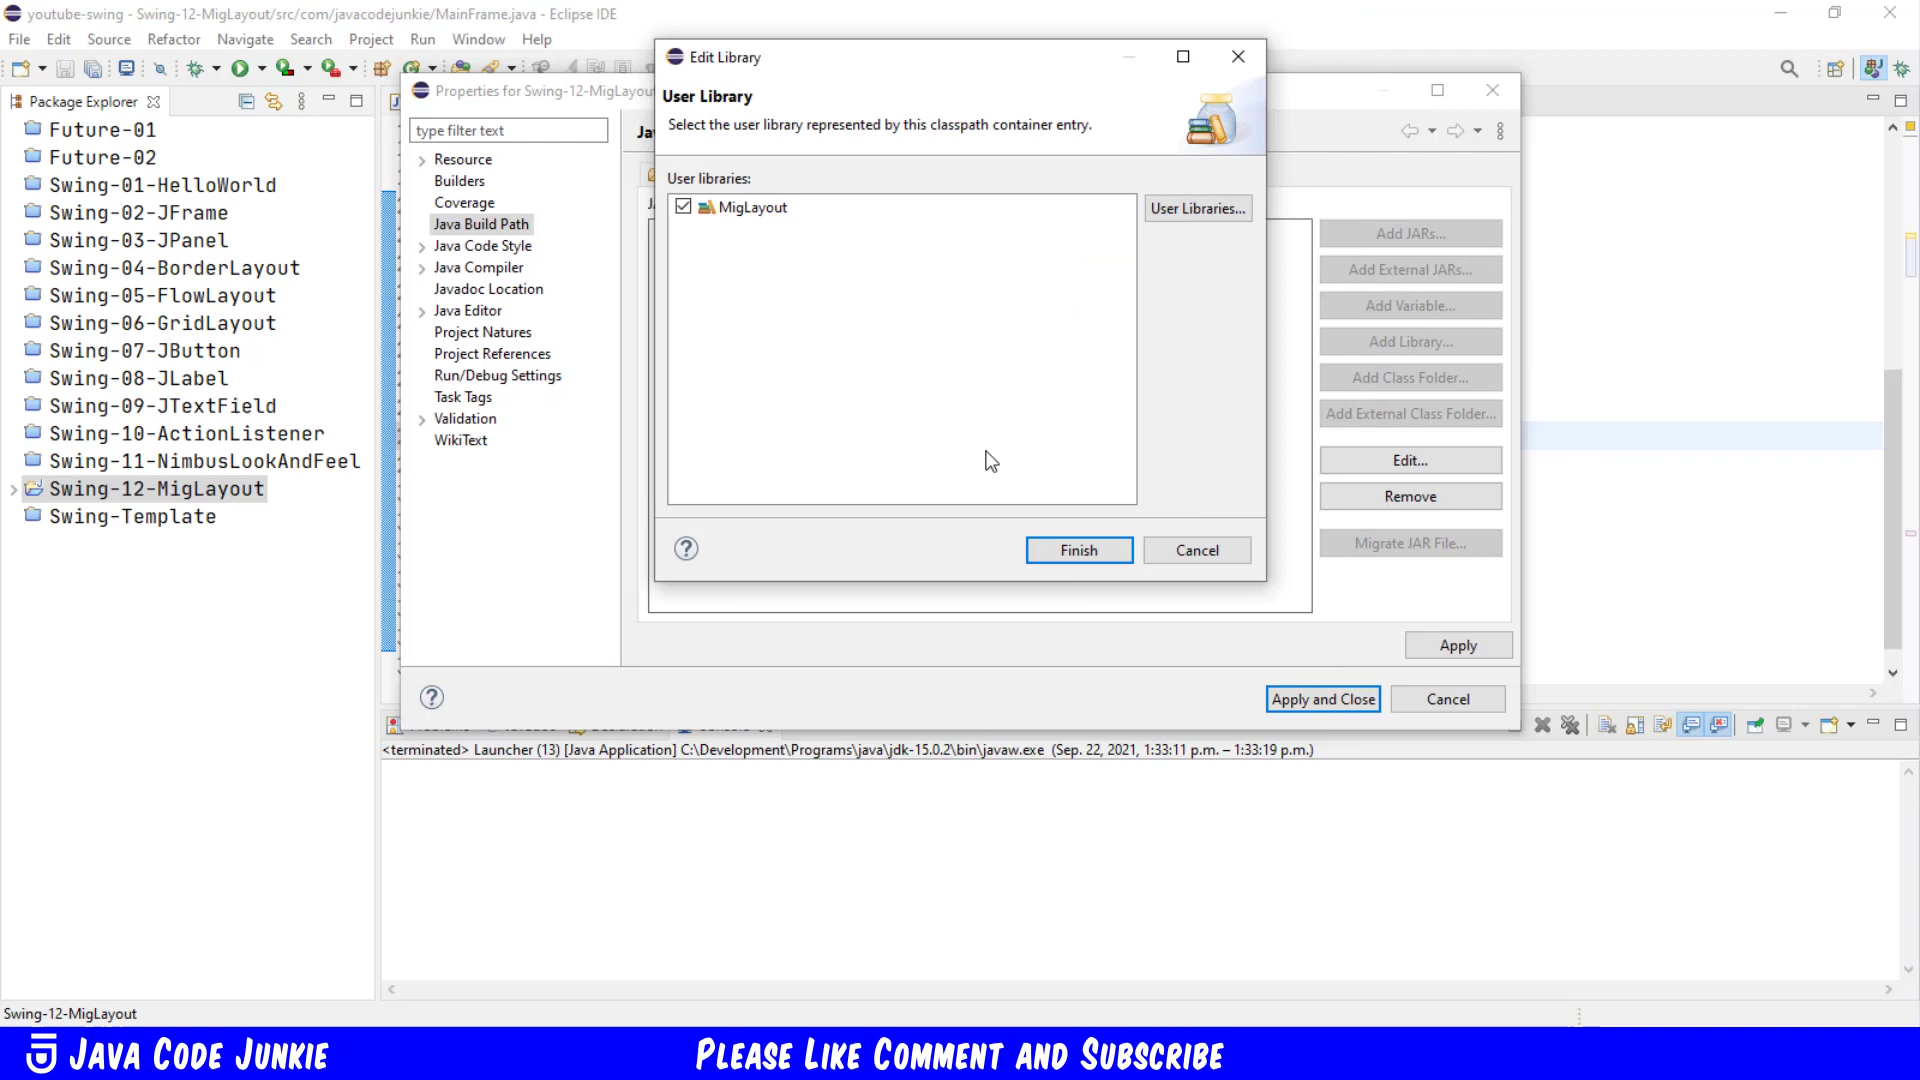 youtube-swing - Swing-12-MigLayout/src/com/javacodejunkie/MainFrame.java - Eclipse IDE
File Edit Source Refactor Navigate Search Project Run Window Help
Package Explorer
Future-01
Future-02
Swing-01-HelloWorld
Swing-02-JFrame
Swing-03-JPanel
Swing-04-BorderLayout
Swing-05-FlowLayout
Swing-06-GridLayout
Swing-07-JButton
Swing-08-JLabel
Swing-09-JTextField
Swing-10-ActionListener
Swing-11-NimbusLookAndFeel
Swing-12-MigLayout
Swing-Template
Properties for Swing-12-MigLayou
type filter text
Resource
Builders
Coverage
Java Build Path
Java Code Style
Java Compiler
Javadoc Location
Java Editor
Project Natures
Project References
Run/Debug Settings
Task Tags
Validation
WikiText
Edit Library
User Library
Select the user library represented by this classpath container entry.
User libraries:
MigLayout
User Libraries...
Finish
Cancel
Add JARs...
Add External JARs...
Add Variable...
Add Library...
Add Class Folder...
Add External Class Folder...
Edit...
Remove
Migrate JAR File...
Apply
Apply and Close
Cancel
<terminated> Launcher (13) [Java Application] C:\Development\Programs\java\jdk-15.0.2\bin\javaw.exe (Sep. 22, 2021, 1:33:11 p.m. – 1:33:19 p.m.)
Swing-12-MigLayout
Java Code Junkie
Please Like Comment and Subscribe